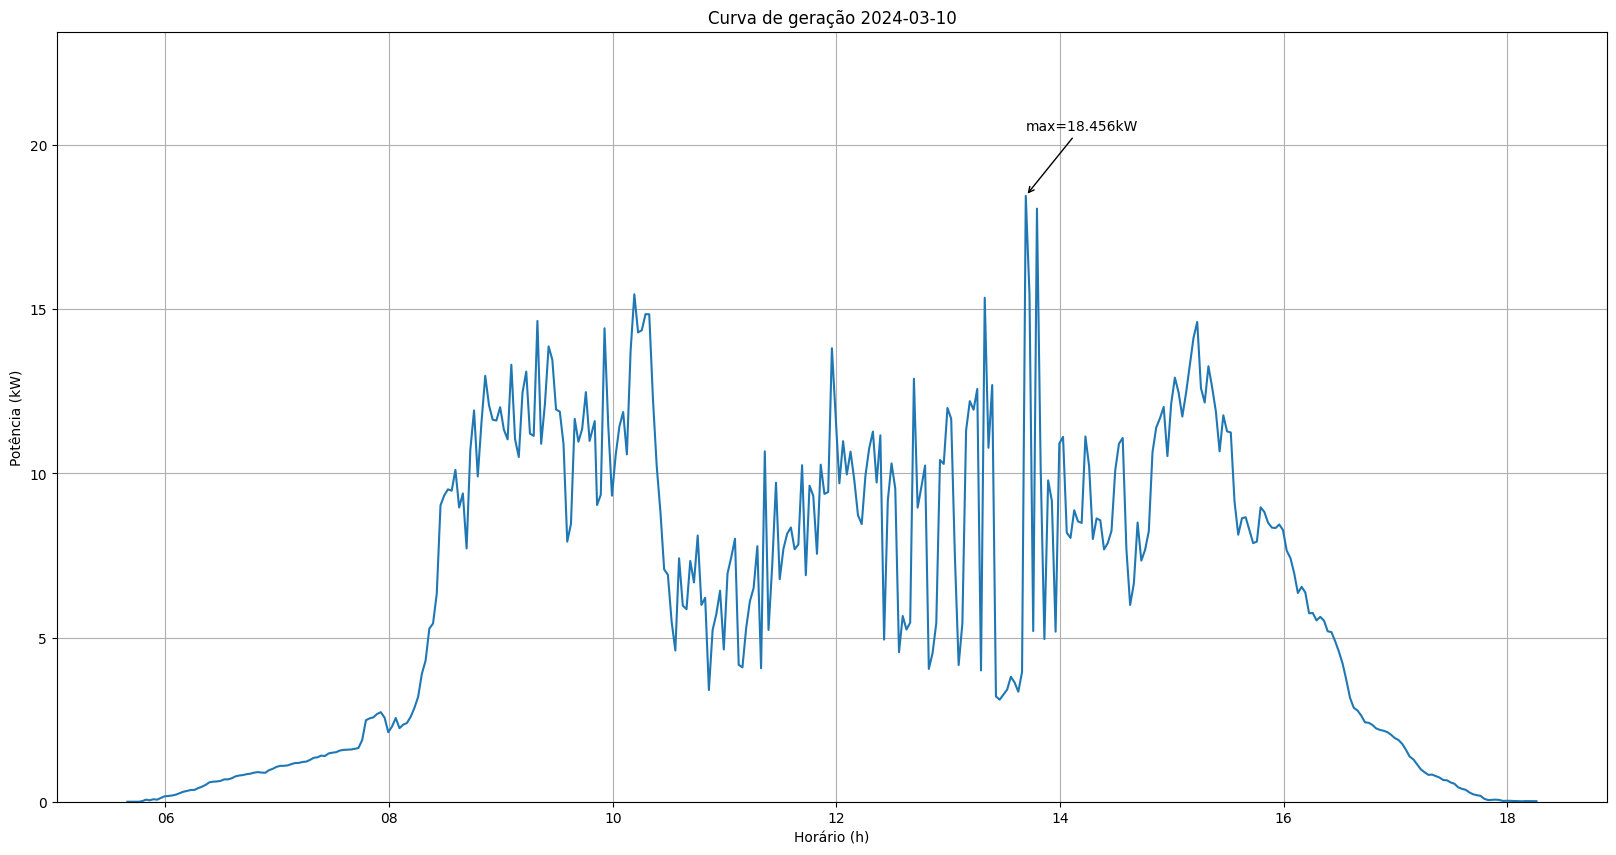 Curva de geração 2024-03-10
max=18.456kW
20
15
10
5
0
Potência (kW)
06 08 10 12 14 16 18
Horário (h)